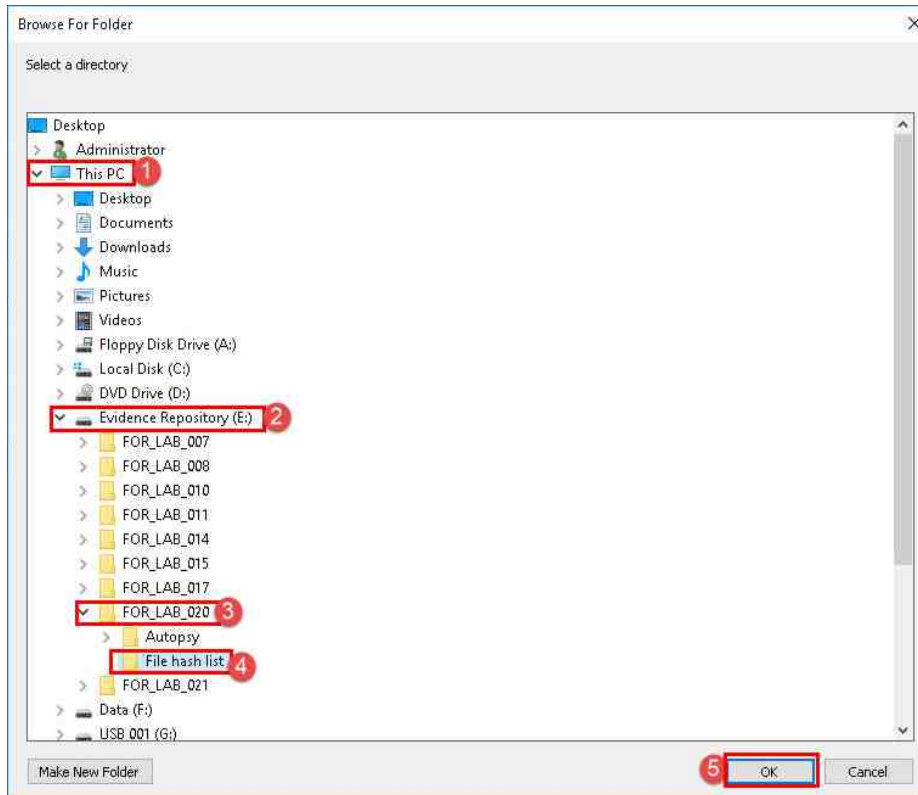 Browse For Folder
Select a directory
Desktop
Administrator
This PC 1
Desktop
Documents
Downloads
Music
Pictures
Videos
Floppy Disk Drive (A:)
Local Disk (C:)
DVD Drive (D:)
Evidence Repository (E:) 2
FOR_LAB_007
FOR_LAB_008
FOR_LAB_010
FOR_LAB_011
FOR_LAB_014
FOR_LAB_015
FOR_LAB_017
FOR_LAB_020 3
Autopsy
File hash list 4
FOR_LAB_021
Data (F:)
USB 001 (G:)
Make New Folder 5 OK Cancel